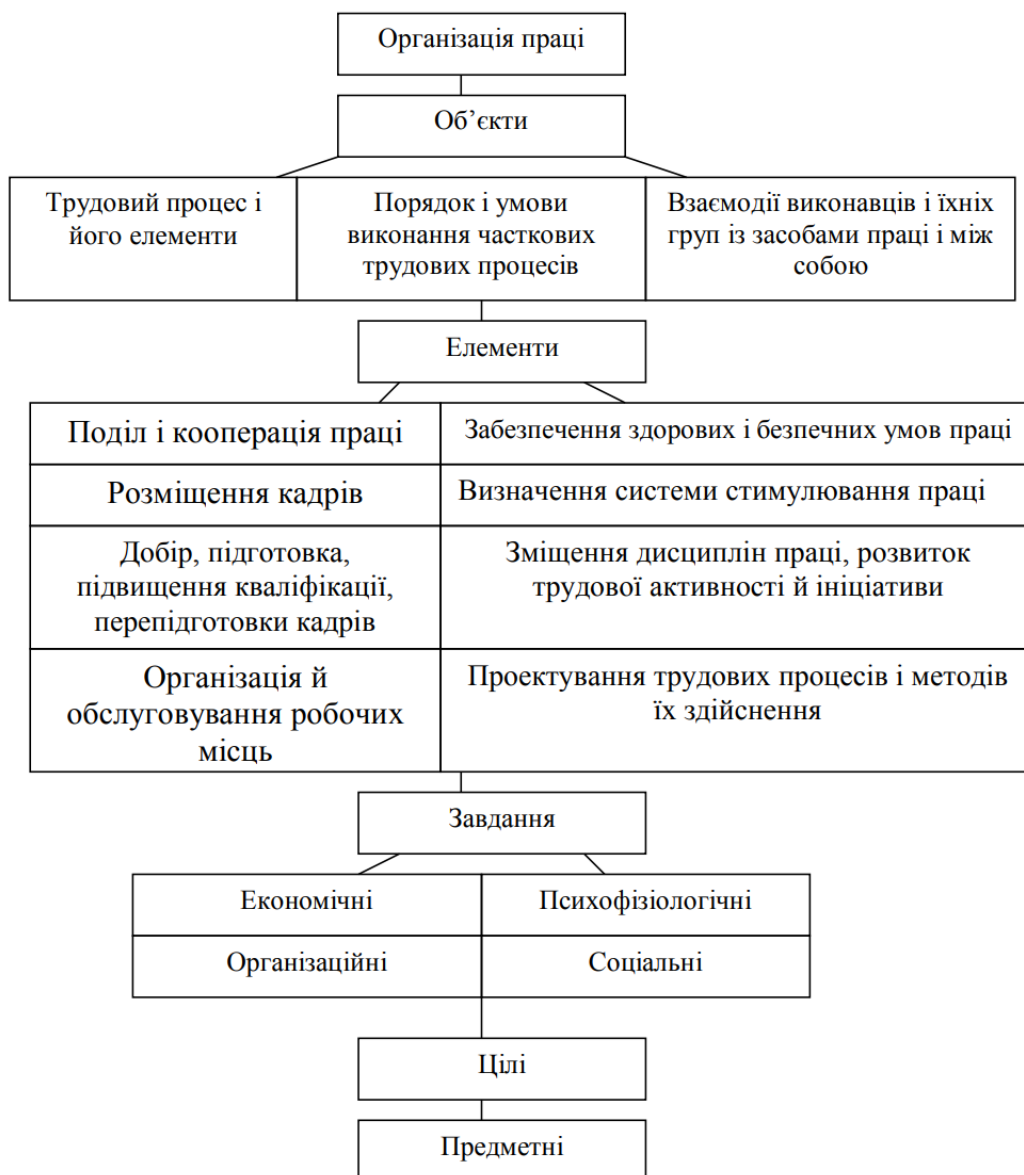 Організація праці
Об’єкти
Трудовий процес і
його елементи
Порядок і умови
виконання часткових
трудових процесів
Взаємодії виконавців і їхніх
груп із засобами праці і між
собою
Елементи
Поділ і кооперація праці
Забезпечення здорових і безпечних умов праці
Розміщення кадрів
Визначення системи стимулювання праці
Добір, підготовка,
підвищення кваліфікації,
перепідготовки кадрів
Зміщення дисциплін праці, розвиток
трудової активності й ініціативи
Організація й
обслуговування робочих
місць
Проектування трудових процесів і методів
їх здійснення
Завдання
Економічні
Психофізіологічні
Організаційні
Соціальні
Цілі
Предметні